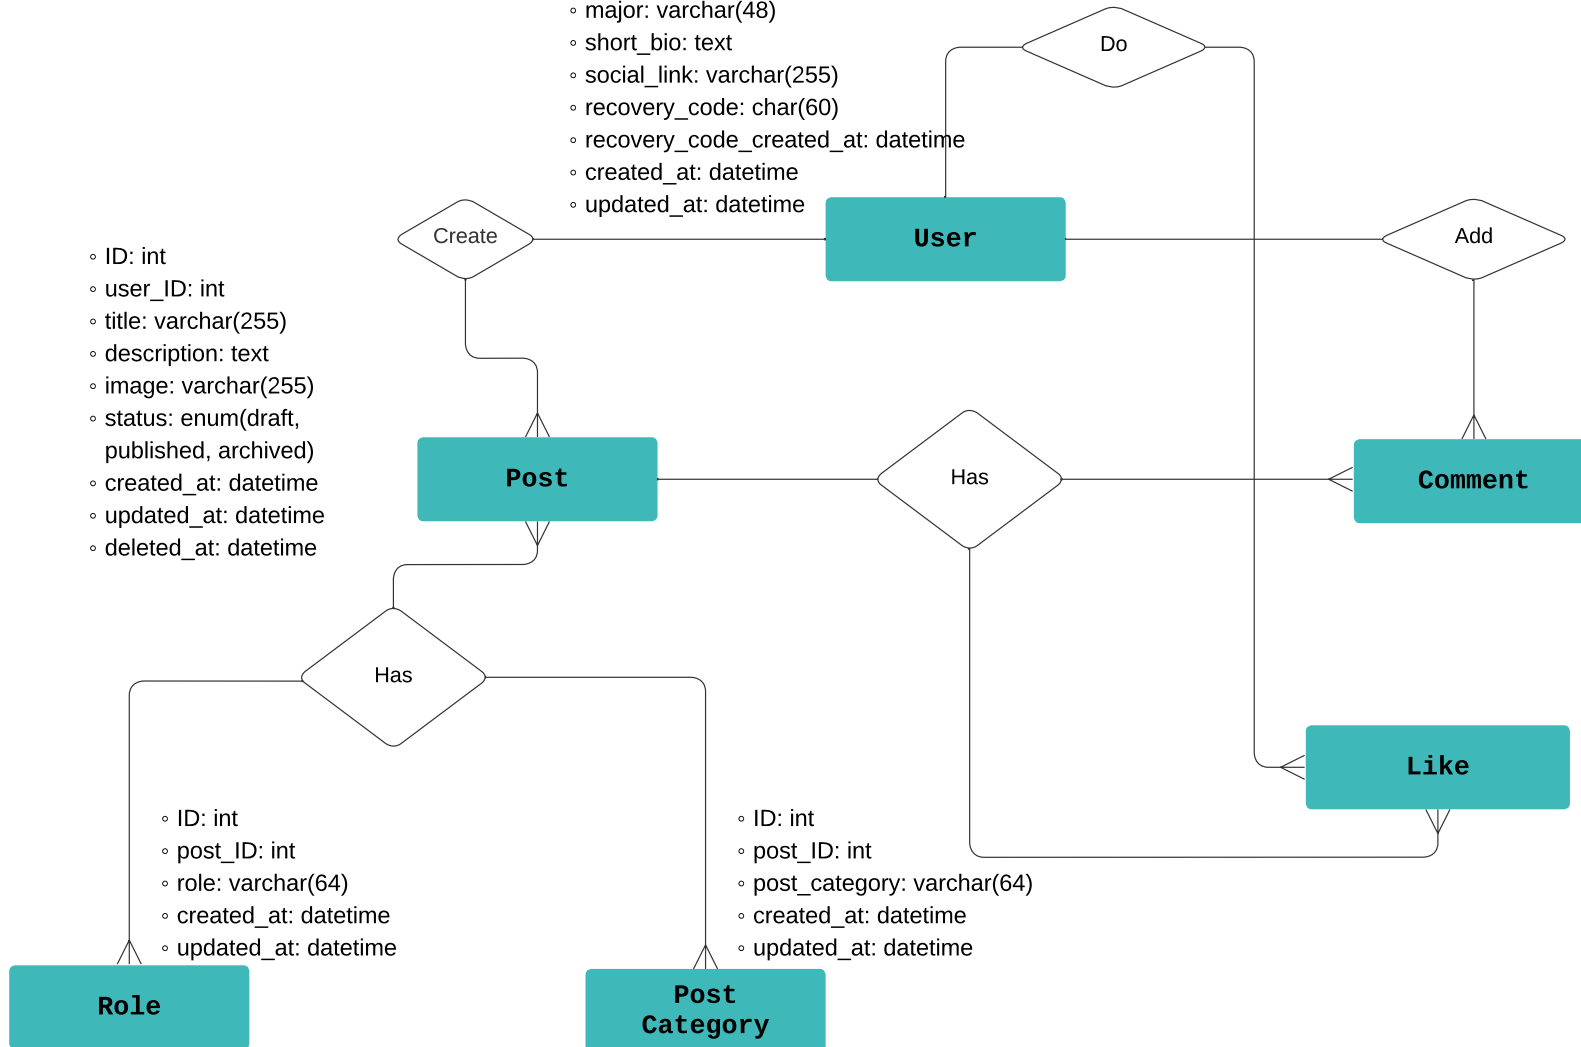 ◦ major: varchar(48)
◦ short_bio: text
◦ social_link: varchar(255)
◦ recovery_code: char(60)
◦ recovery_code_created_at: datetime
◦ created_at: datetime
◦ updated_at: datetime
Do
Create
User
Add
◦ ID: int
◦ user_ID: int
◦ title: varchar(255)
◦ description: text
◦ image: varchar(255)
◦ status: enum(draft,
published, archived)
◦ created_at: datetime
◦ updated_at: datetime
◦ deleted_at: datetime
Post
Has
Comment
Has
Like
◦ ID: int
◦ post_ID: int
◦ role: varchar(64)
◦ created_at: datetime
◦ updated_at: datetime
◦ ID: int
◦ post_ID: int
◦ post_category: varchar(64)
◦ created_at: datetime
◦ updated_at: datetime
Role
Post
Category